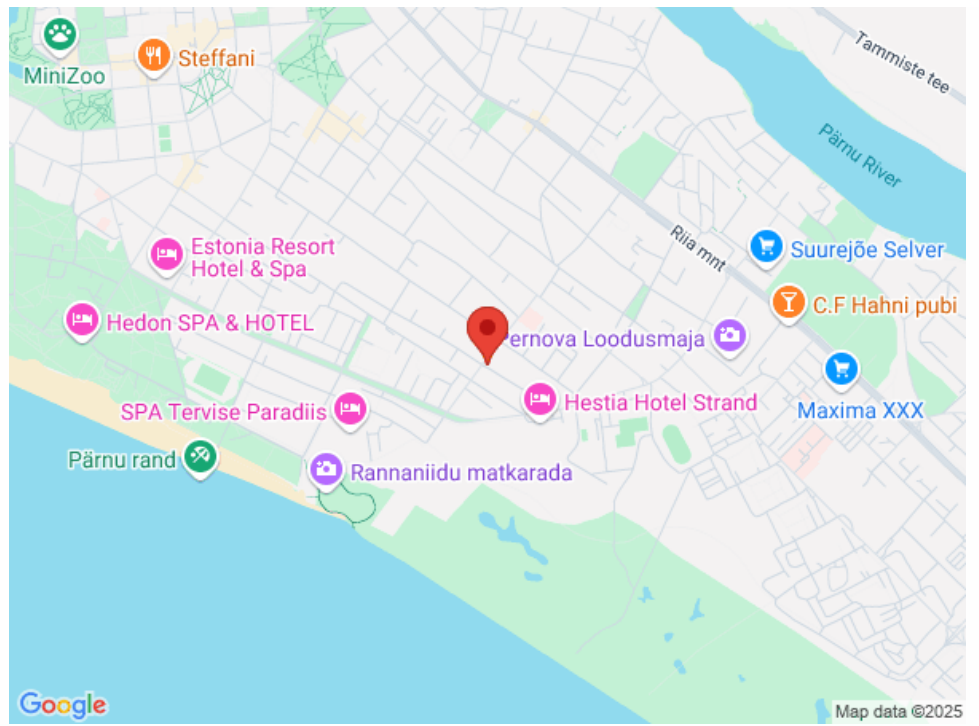 MiniZoo
Steffani
Tammiste tee
Pärnu River
Riia mnt
Estonia Resort
Hotel & Spa
Suurejõe Selver
Hedon SPA & HOTEL
C.F Hahni pubi
ernova Loodusmaja
SPA Tervise Paradiis
Hestia Hotel Strand
Maxima XXX
Pärnu rand
Rannaniidu matkarada
Google
Map data ©2025